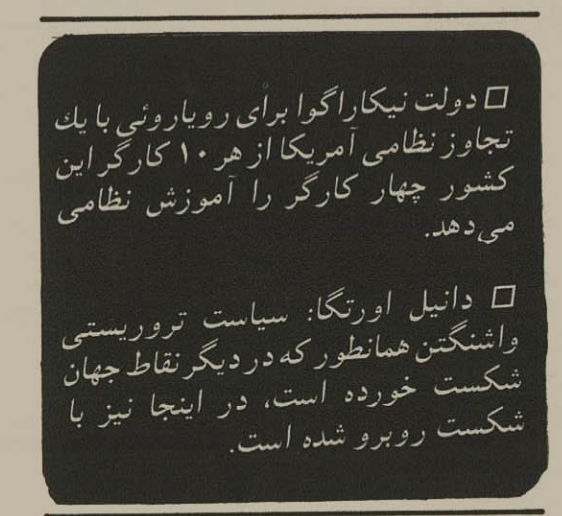 □ دولت نیکاراگوا برای رویاروئی با یك
تجاوز نظامی آمریکا از هر ۱۰ کارگر این
کشور چهار کارگر را آموزش نظامی
می‌دهد.
□ دانیل اورتگا: سیاست تروریستی
واشنگتن همانطور که در دیگر نقاط جهان
شکست خورده است، در اینجا نیز با
شکست روبرو شده است.